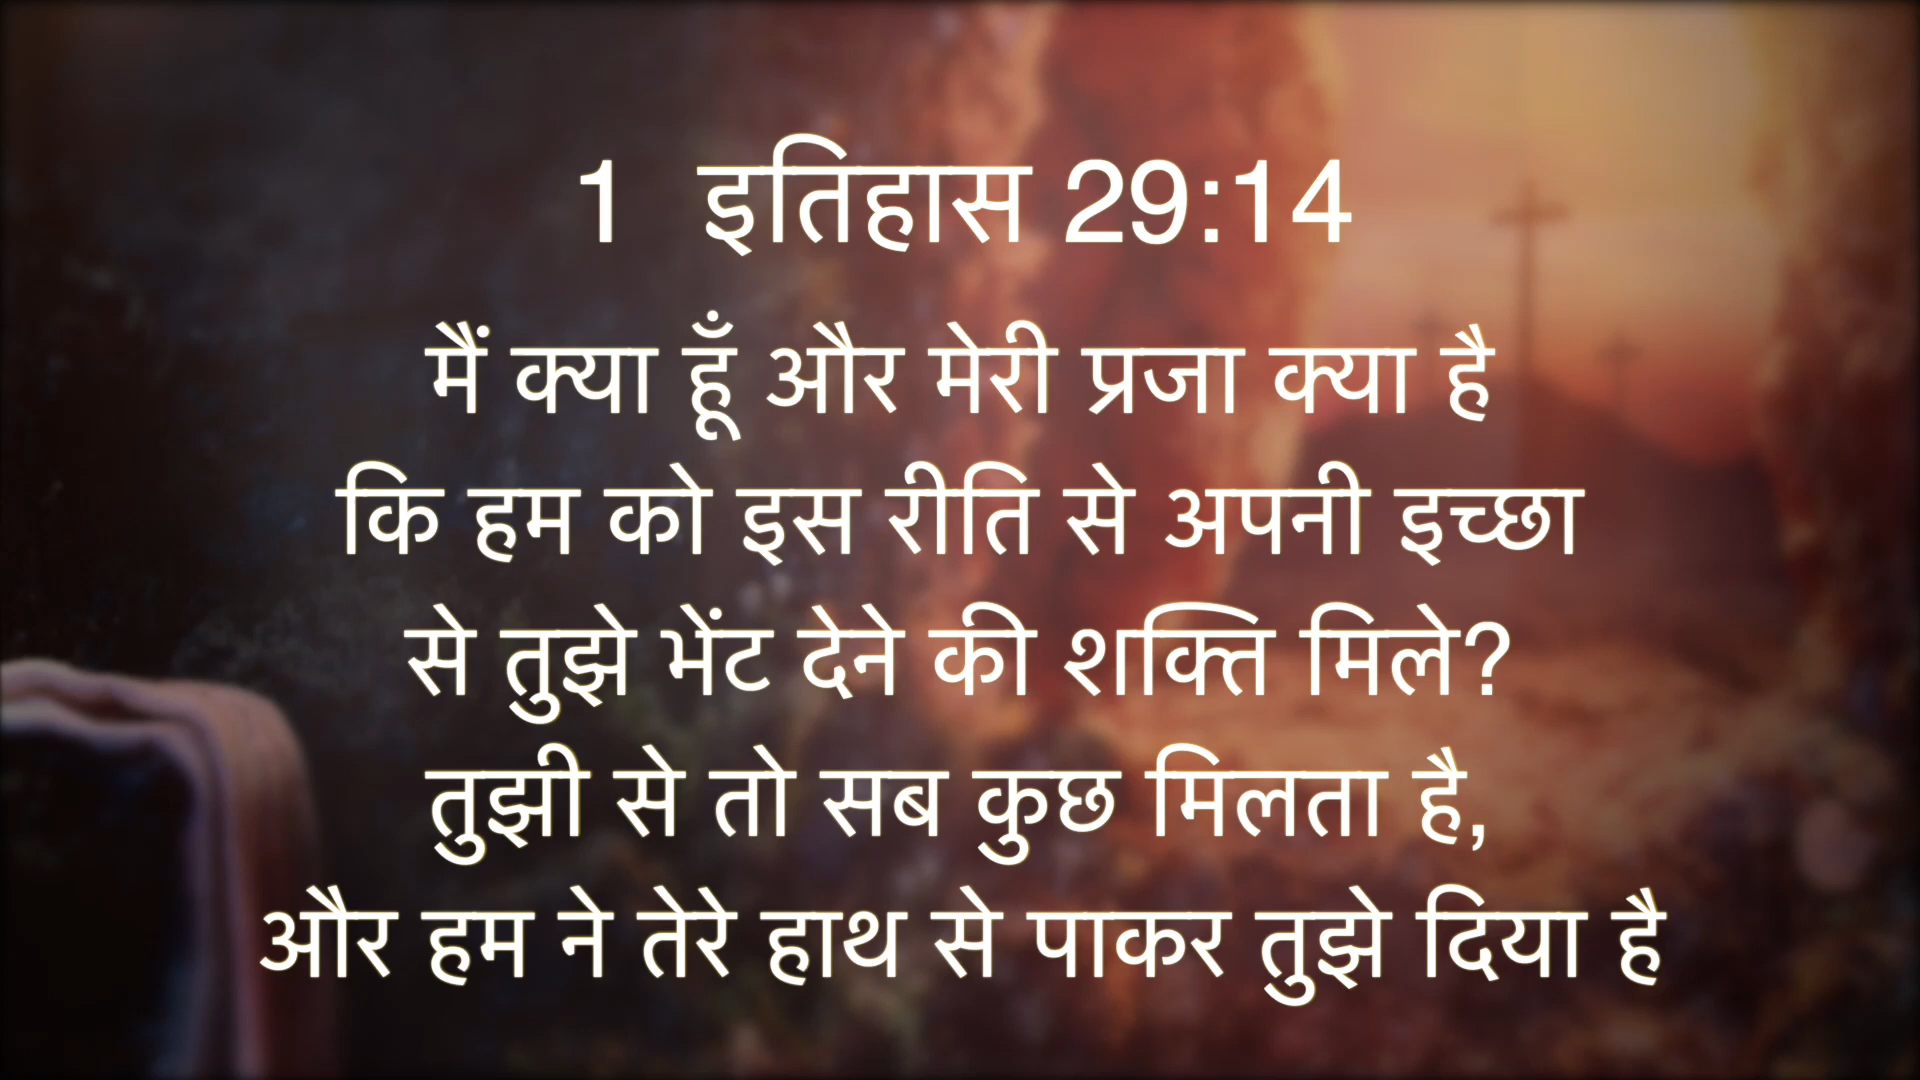 1 इतिहास 29:14
मैं क्या हूँ और मेरी प्रजा क्या है
कि हम को इस रीति से अपनी इच्छा
से तुझे भेंट देने की शक्ति मिले?
तुझी से तो सब कुछ मिलता है,
और हम ने तेरे हाथ से पाकर तुझे दिया है